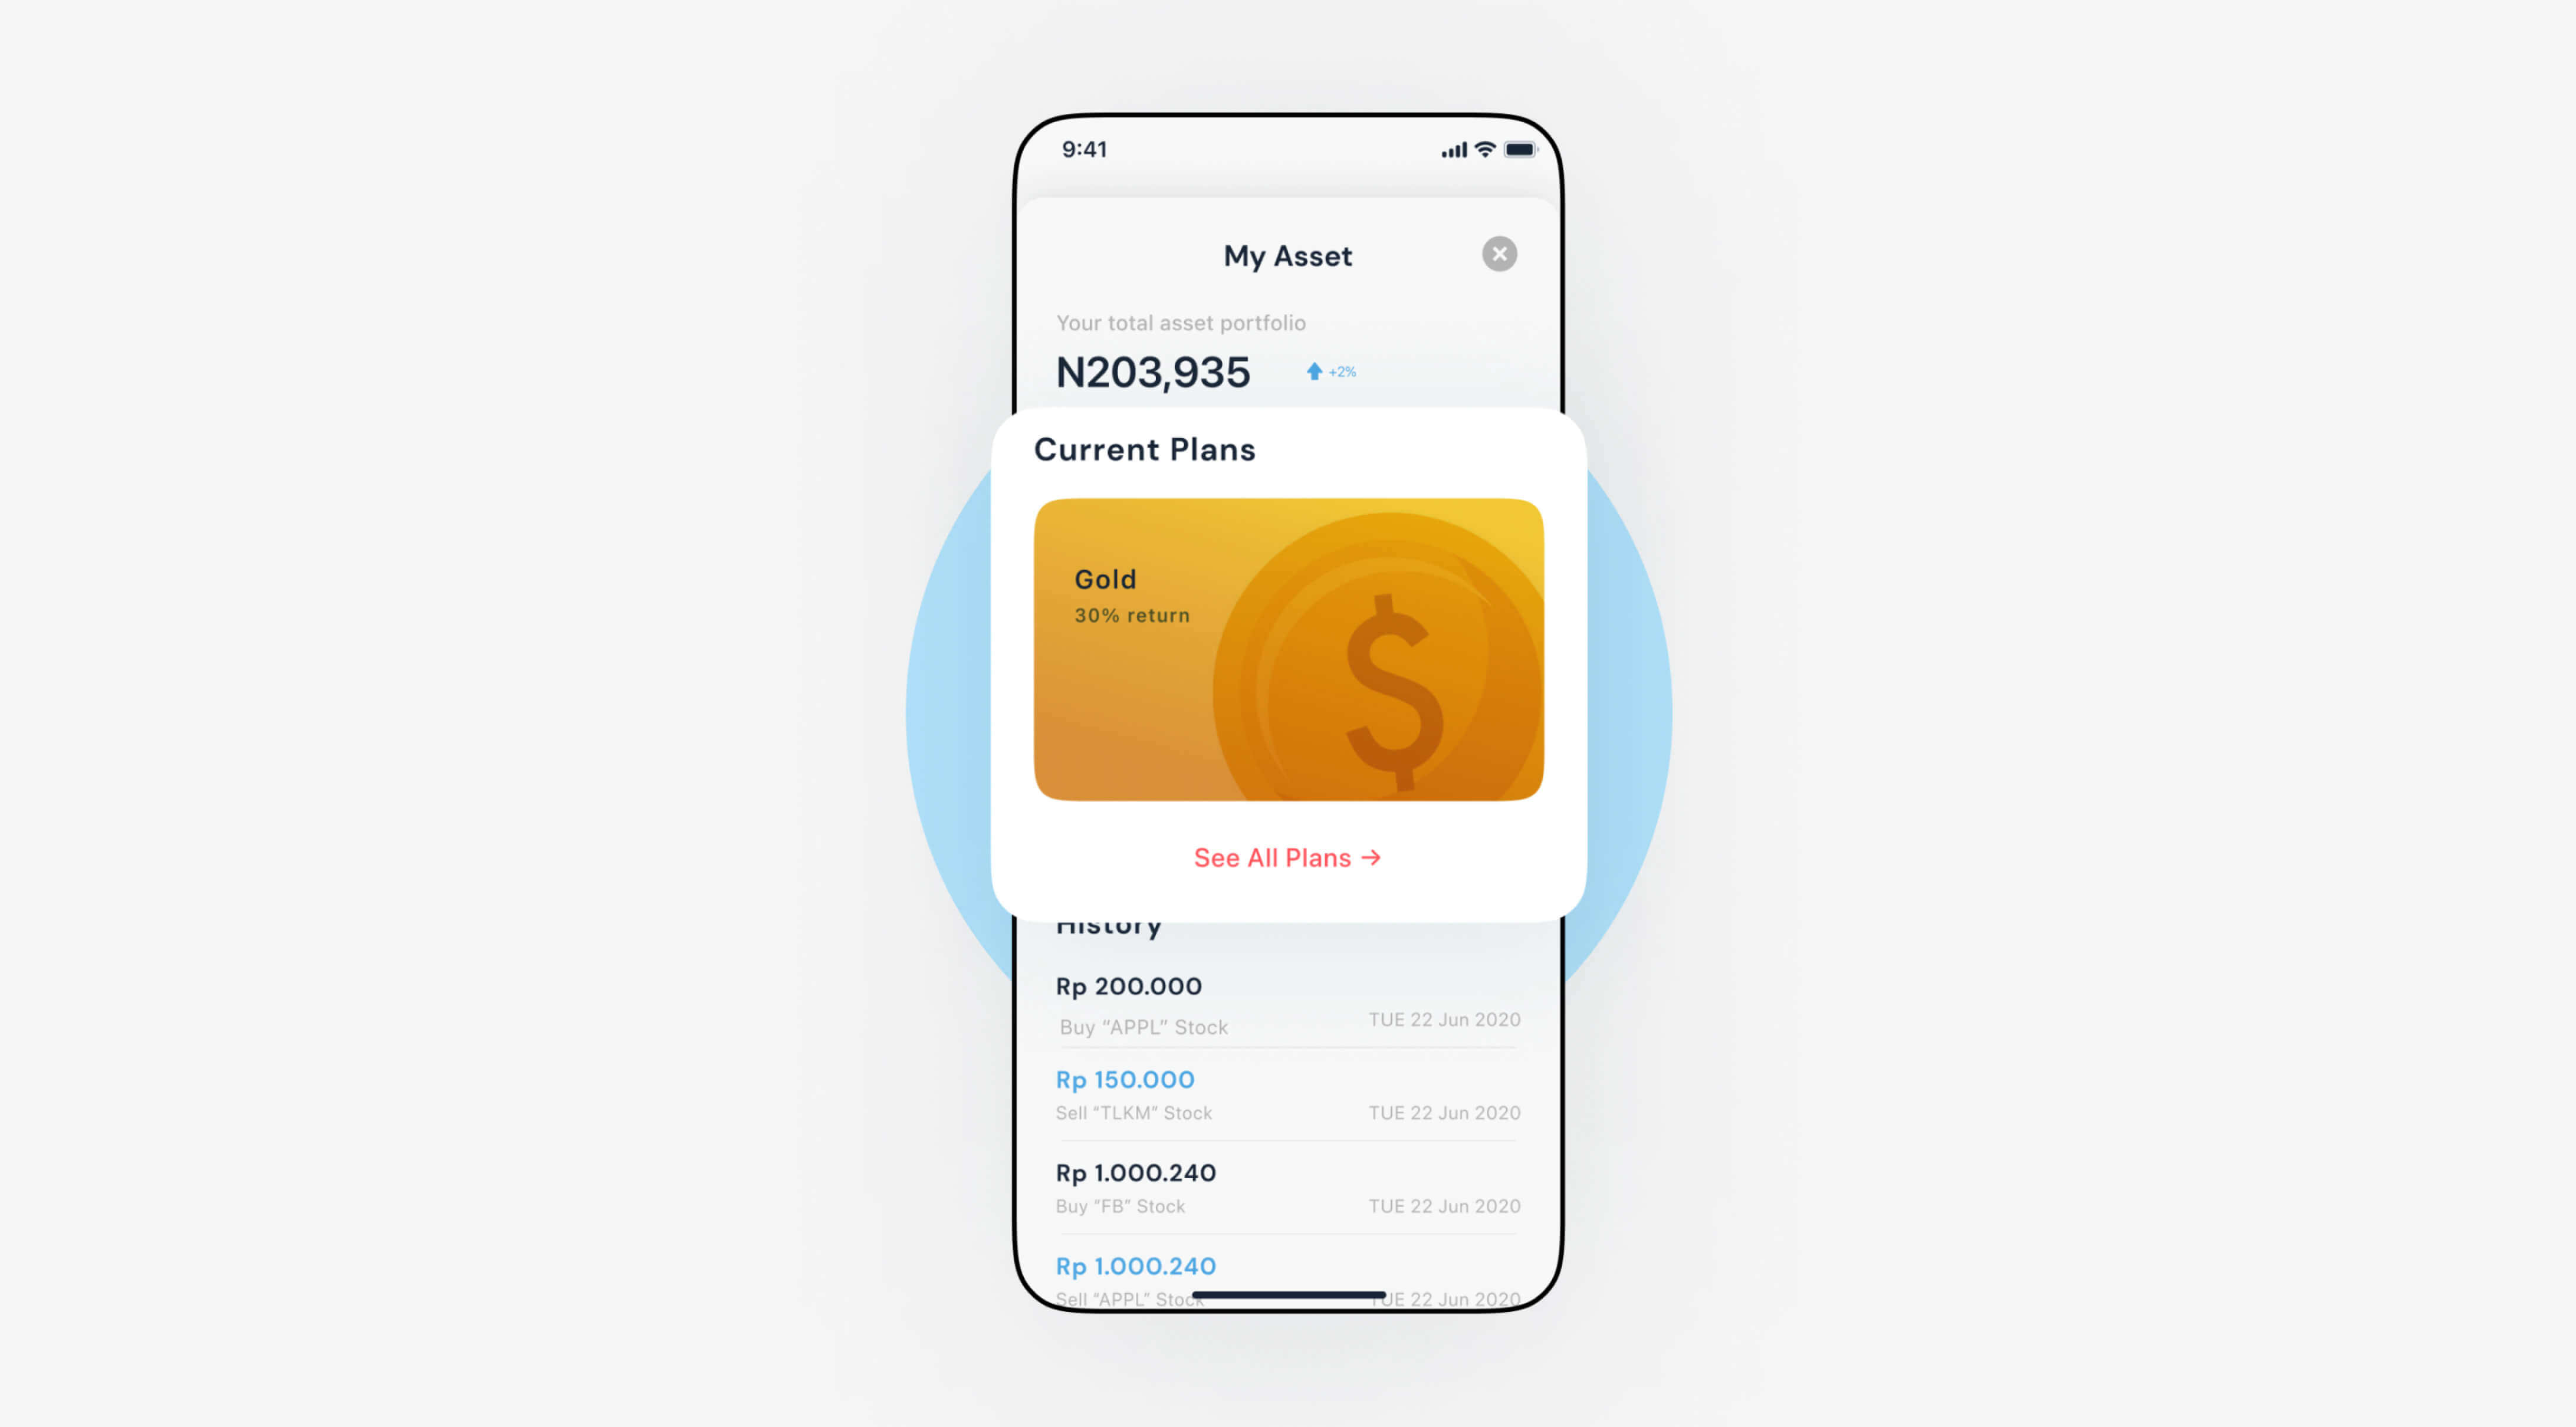 9:41
My Asset
Your total asset portfolio
N203,935 +2%
Current Plans
Gold
30% return
$
See All Plans →
History
Rp 200.000
Buy “APPL” Stock TUE 22 Jun 2020
Rp 150.000
Sell “TLKM” Stock TUE 22 Jun 2020
Rp 1.000.240
Buy “FB” Stock TUE 22 Jun 2020
Rp 1.000.240
Sell “APPL” Stock TUE 22 Jun 2020